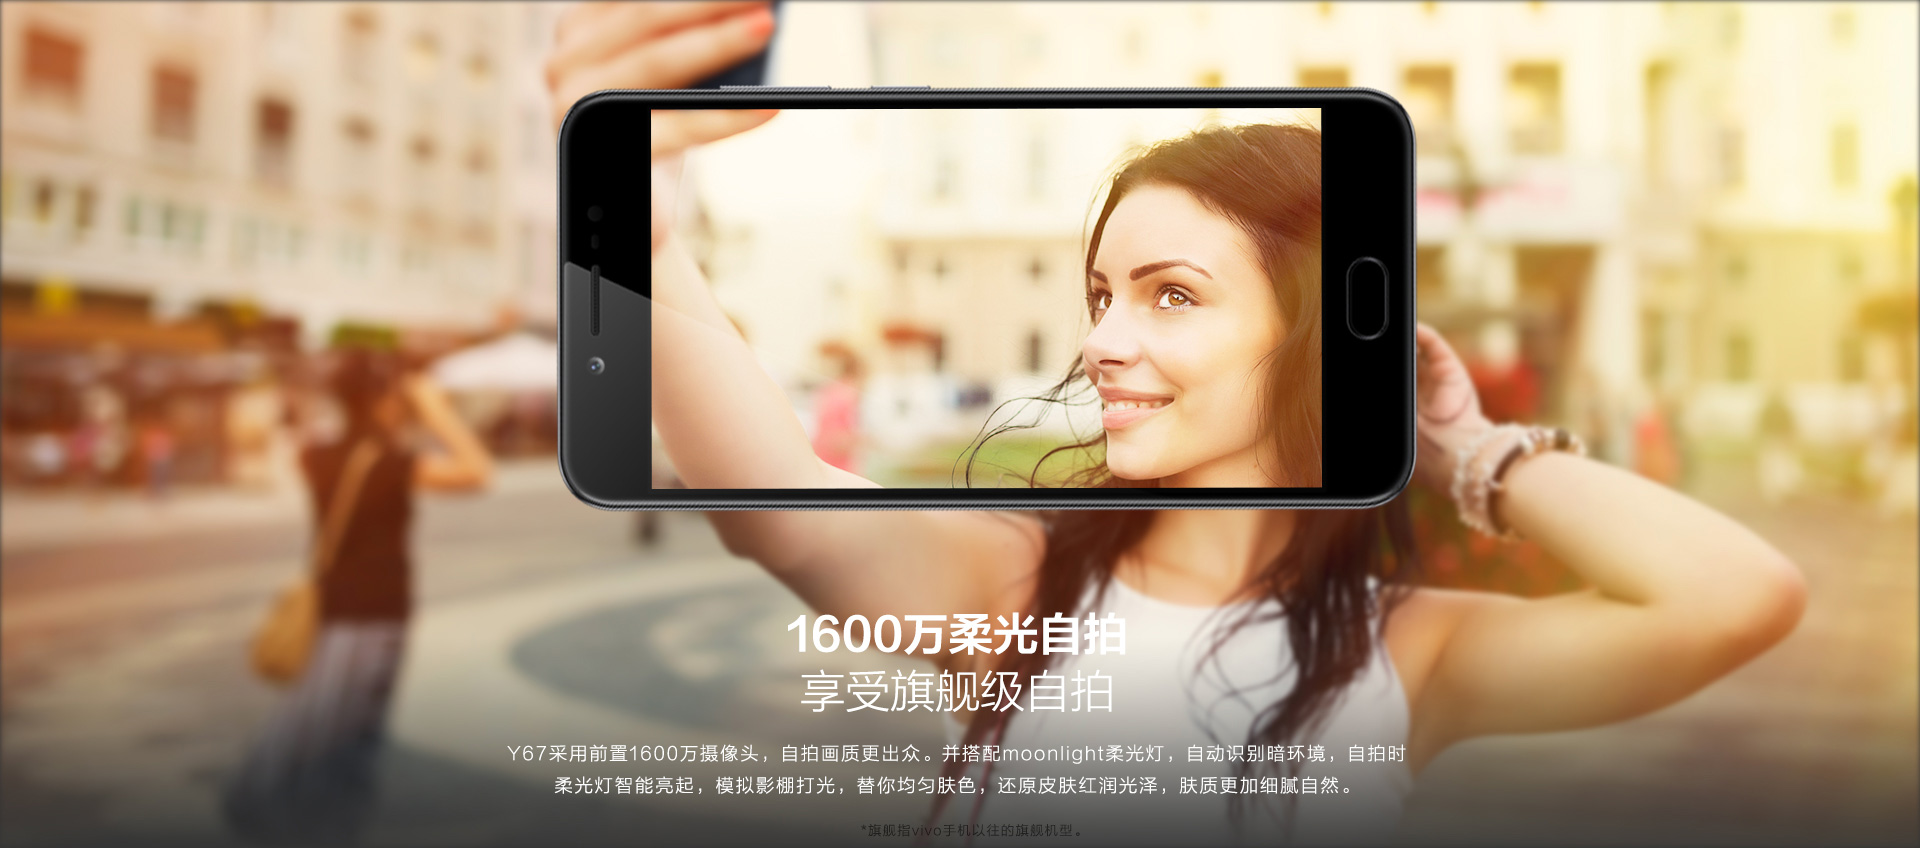 1600万柔光自拍
享受旗舰级自拍
Y67采用前置1600万摄像头，自拍画质更出众。并搭配moonlight柔光灯，自动识别暗环境，自拍时
柔光灯智能亮起，模拟影棚打光，替你均匀肤色，还原皮肤红润光泽，肤质更加细腻自然。
*旗舰指vivo手机以往的旗舰机型。